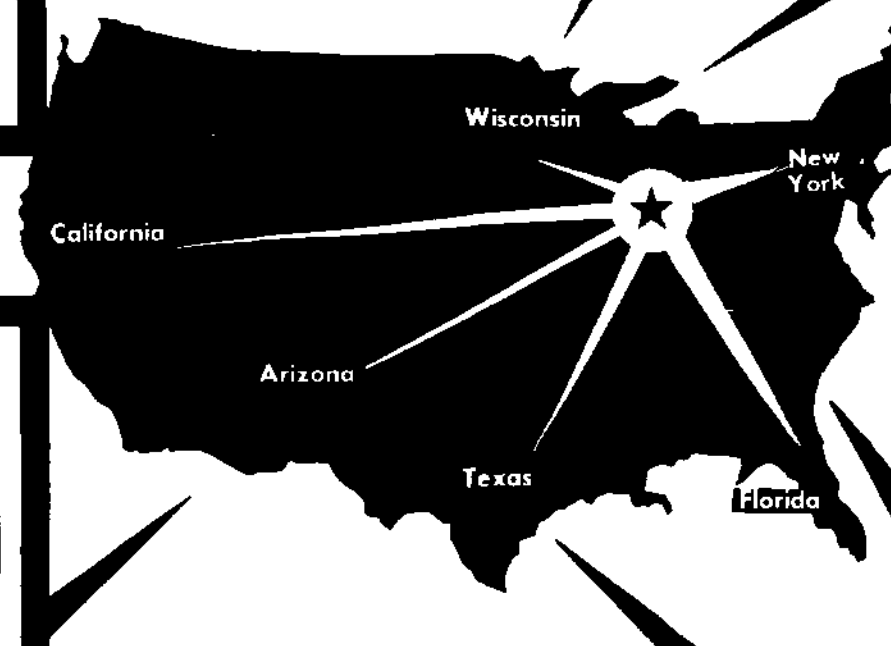 Wisconsin
New
York
California
Arizona
Texas
Florida